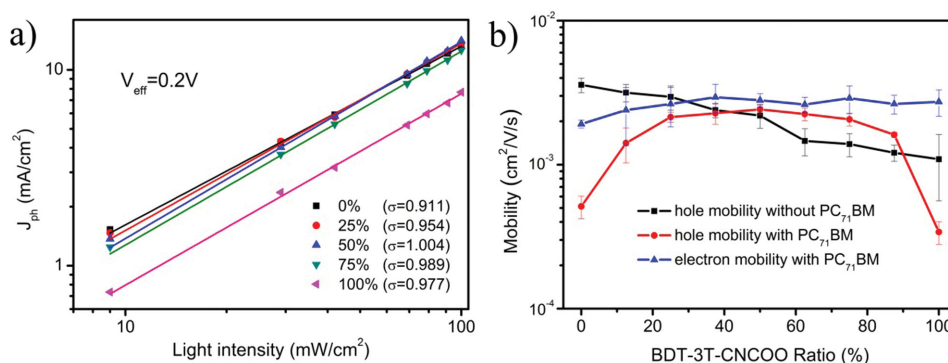 a)
V_eff=0.2V
10
1
J_ph (mA/cm²)
0% (σ=0.911)
25% (σ=0.954)
50% (σ=1.004)
75% (σ=0.989)
100% (σ=0.977)
10
100
Light intensity (mW/cm²)
b)
10⁻²
10⁻³
10⁻⁴
Mobility (cm²/V/s)
hole mobility without PC₇₁BM
hole mobility with PC₇₁BM
electron mobility with PC₇₁BM
0 20 40 60 80 100
BDT-3T-CNCOO Ratio (%)